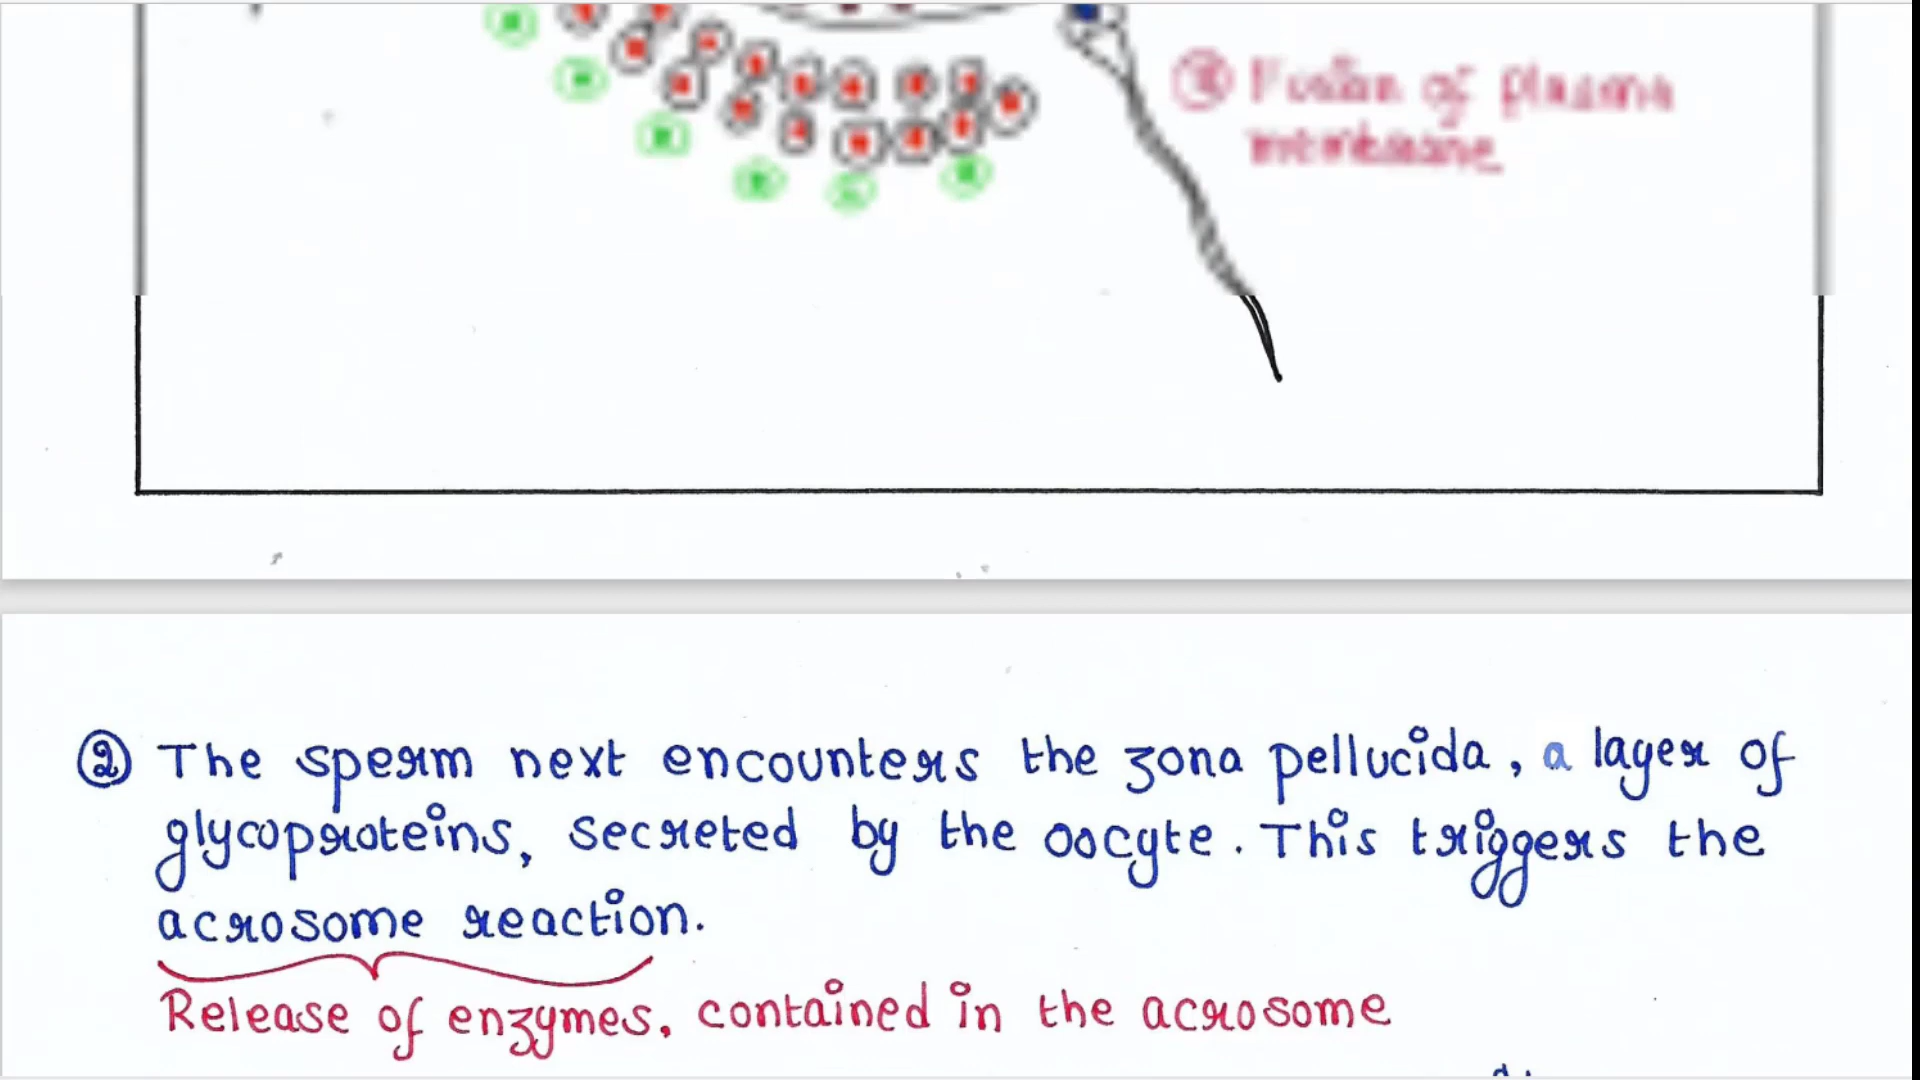 Fusion of plasma
membrane
② The sperm next encounters the zona pellucida, a layer of
glycoproteins, secreted by the oocyte. This triggers the
acrosome reaction.
Release of enzymes, contained in the acrosome